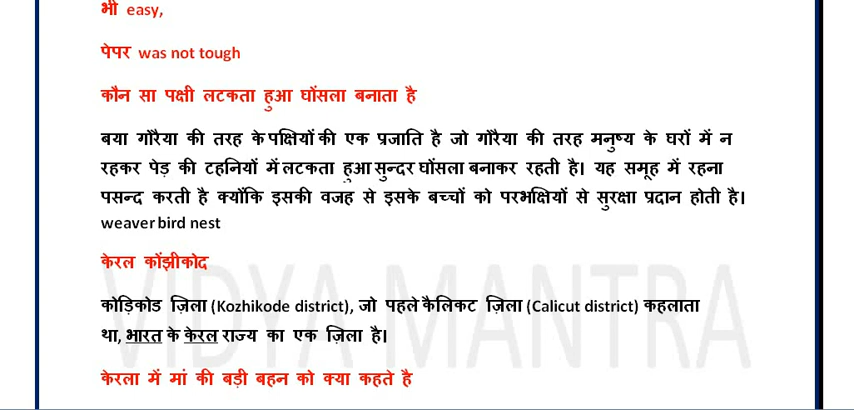 भी easy,
पेपर was not tough
कौन सा पक्षी लटकता हुआ घोंसला बनाता है
बया गौरैया की तरह के पक्षियों की एक प्रजाति है जो गौरैया की तरह मनुष्य के घरों में न
रहकर पेड़ की टहनियों में लटकता हुआ सुन्दर घोंसला बनाकर रहती है। यह समूह में रहना
पसन्द करती है क्योंकि इसकी वजह से इसके बच्चों को परभक्षियों से सुरक्षा प्रदान होती है।
weaver bird nest
केरल कोंझीकोद
कोड़िकोड ज़िला (Kozhikode district), जो पहले कैलिकट ज़िला (Calicut district) कहलाता
था, भारत के केरल राज्य का एक ज़िला है।
VIDYA MANTRA
केरला में मां की बड़ी बहन को क्या कहते है